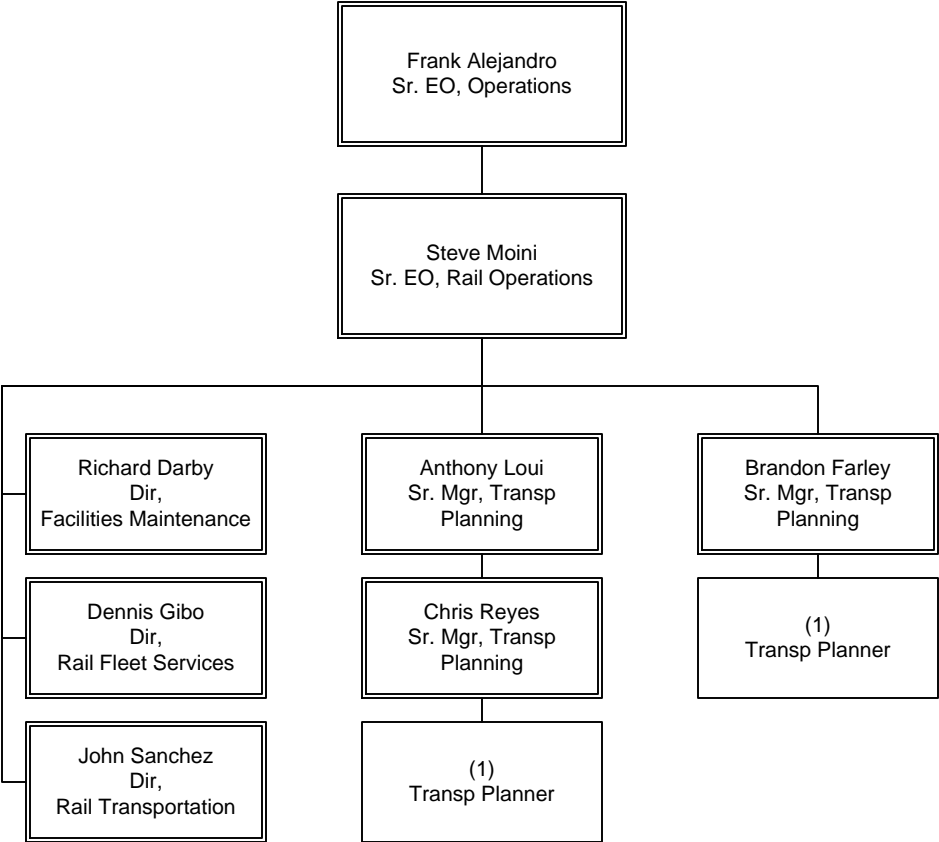 Frank Alejandro
Sr. EO, Operations
Steve Moini
Sr. EO, Rail Operations
Richard Darby
Dir,
Facilities Maintenance
Dennis Gibo
Dir,
Rail Fleet Services
John Sanchez
Dir,
Rail Transportation
Anthony Loui
Sr. Mgr, Transp
Planning
Chris Reyes
Sr. Mgr, Transp
Planning
(1)
Transp Planner
Brandon Farley
Sr. Mgr, Transp
Planning
(1)
Transp Planner